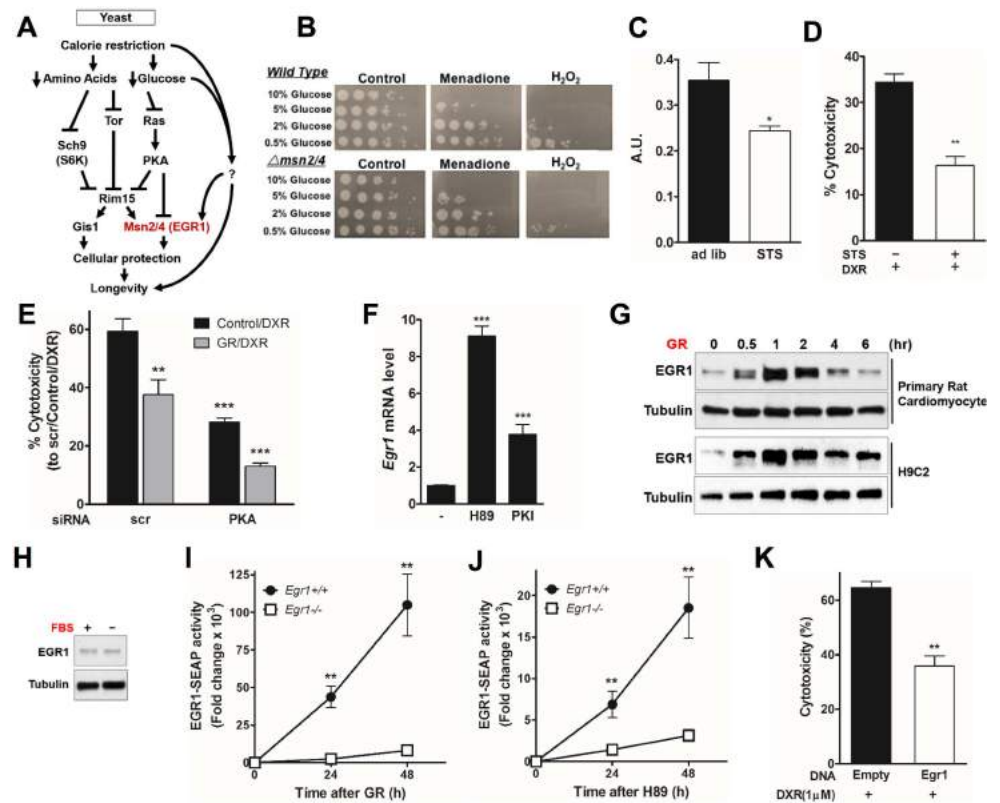 A
Yeast
Calorie restriction
Amino Acids
Glucose
Tor
Ras
Sch9
(S6K)
PKA
?
Rim15
Gis1
Msn2/4 (EGR1)
Cellular protection
Longevity
B
Wild Type
Control
Menadione
H2O2
10% Glucose
5% Glucose
2% Glucose
0.5% Glucose
△msn2/4
Control
Menadione
H2O2
10% Glucose
5% Glucose
2% Glucose
0.5% Glucose
C
A.U.
0.4
0.3
0.2
0.1
0.0
*
ad lib
STS
D
% Cytotoxicity
40
30
20
10
0
**
STS - +
DXR + +
E
% Cytotoxicity
(to scr/Control/DXR)
60
40
20
0
Control/DXR
GR/DXR
**
***
***
siRNA
scr
PKA
F
Egr1 mRNA level
10
8
6
4
2
0
***
***
-
H89
PKI
G
GR 0 0.5 1 2 4 6 (hr)
EGR1
Tubulin
Primary Rat
Cardiomyocyte
EGR1
Tubulin
H9C2
H
FBS + -
EGR1
Tubulin
I
EGR1-SEAP activity
(Fold change x 10³)
125
100
75
50
25
0
Egr1+/+
Egr1-/-
**
**
0
24
48
Time after GR (h)
J
EGR1-SEAP activity
(Fold change x 10³)
25
20
15
10
5
0
Egr1+/+
Egr1-/-
**
**
0
24
48
Time after H89 (h)
K
Cytotoxicity (%)
60
40
20
0
**
DNA Empty Egr1
DXR(1μM) + +